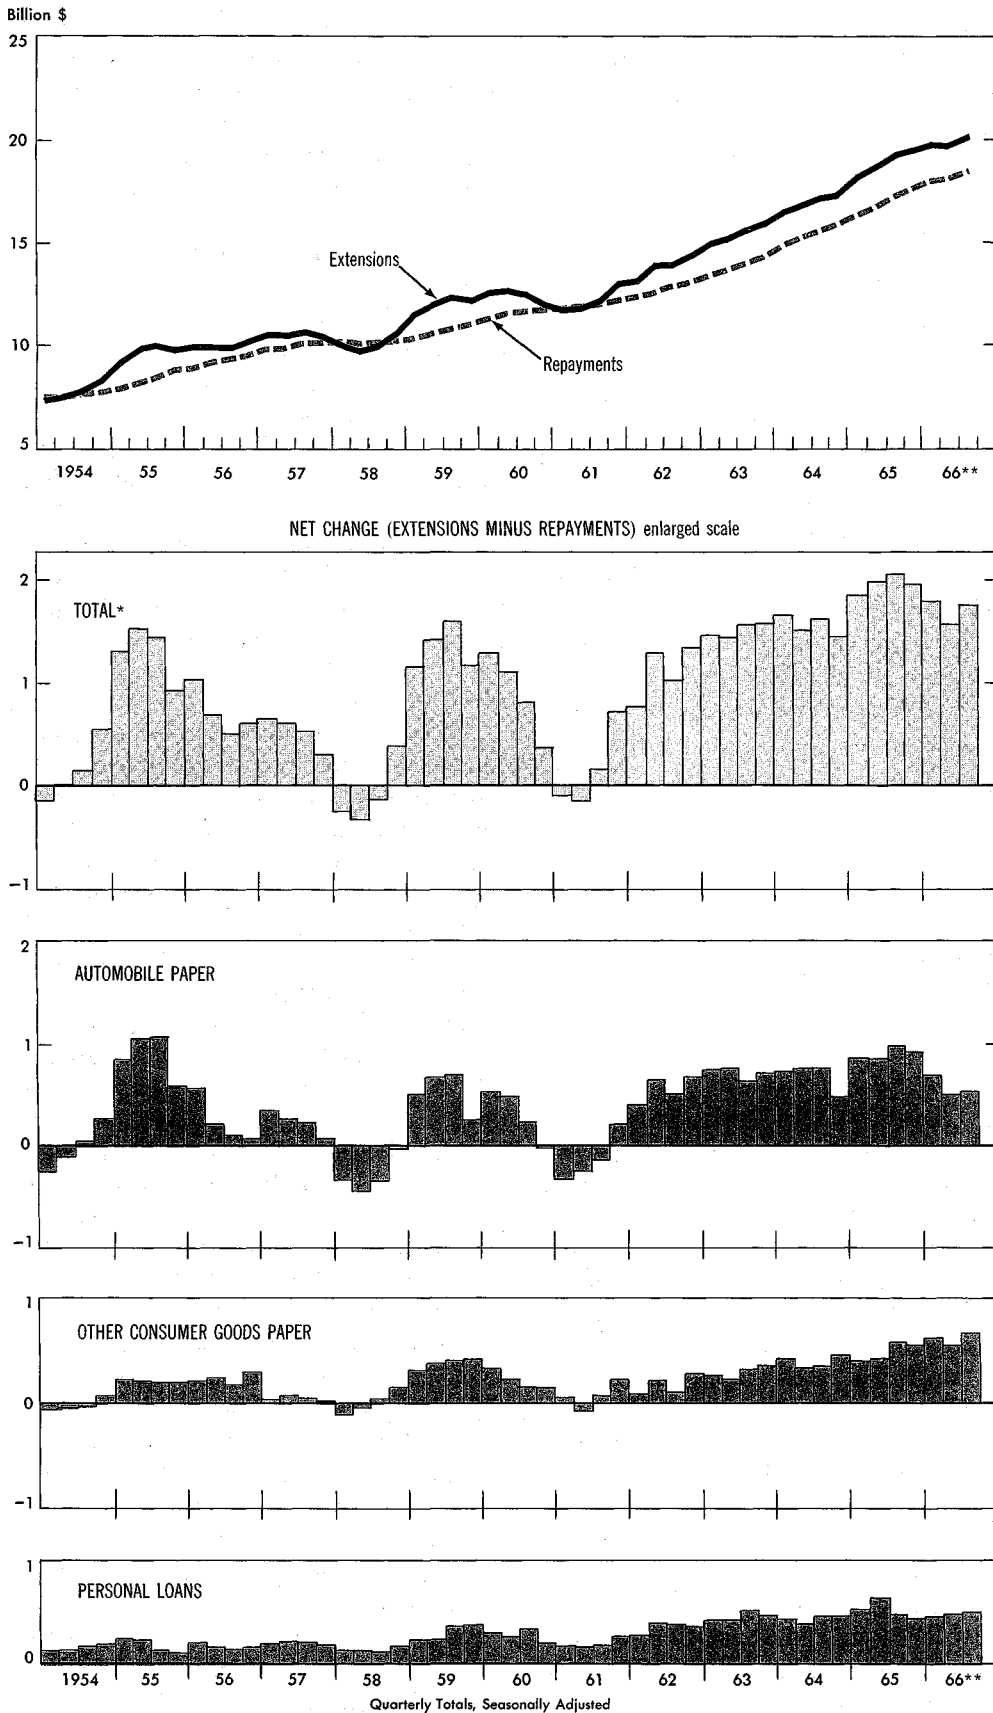 Billion $
25
20
15
10
5
Extensions
Repayments
1954 55 56 57 58 59 60 61 62 63 64 65 66**
NET CHANGE (EXTENSIONS MINUS REPAYMENTS) enlarged scale
2
TOTAL*
1
0
−1
2
AUTOMOBILE PAPER
1
0
−1
1
OTHER CONSUMER GOODS PAPER
0
−1
1
PERSONAL LOANS
0
1954 55 56 57 58 59 60 61 62 63 64 65 66**
Quarterly Totals, Seasonally Adjusted